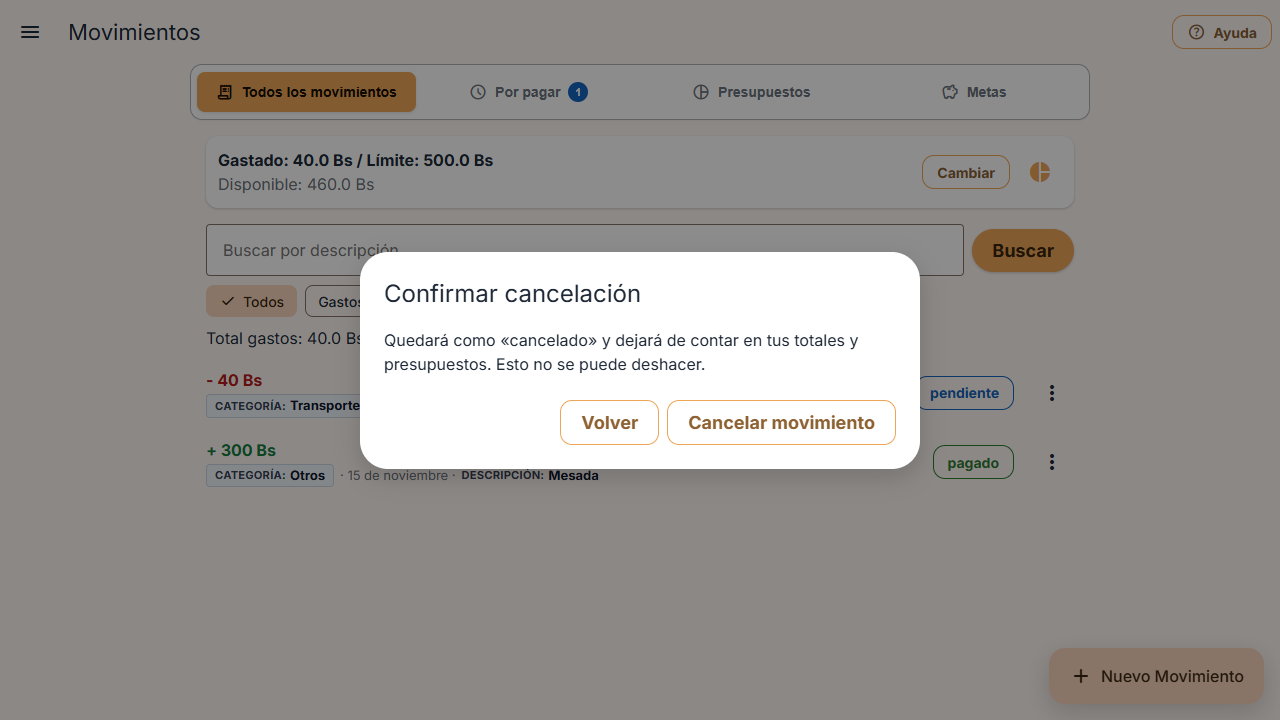 Movimientos
Ayuda
Todos los movimientos
Por pagar 1
Presupuestos
Metas
Gastado: 40.0 Bs / Límite: 500.0 Bs
Disponible: 460.0 Bs
Cambiar
Buscar por descripción
Buscar
Todos
Gastos
Total gastos: 40.0 Bs
Confirmar cancelación
Quedará como «cancelado» y dejará de contar en tus totales y
presupuestos. Esto no se puede deshacer.
Volver
Cancelar movimiento
- 40 Bs
CATEGORÍA: Transporte
pendiente
+ 300 Bs
CATEGORÍA: Otros · 15 de noviembre · DESCRIPCIÓN: Mesada
pagado
Nuevo Movimiento